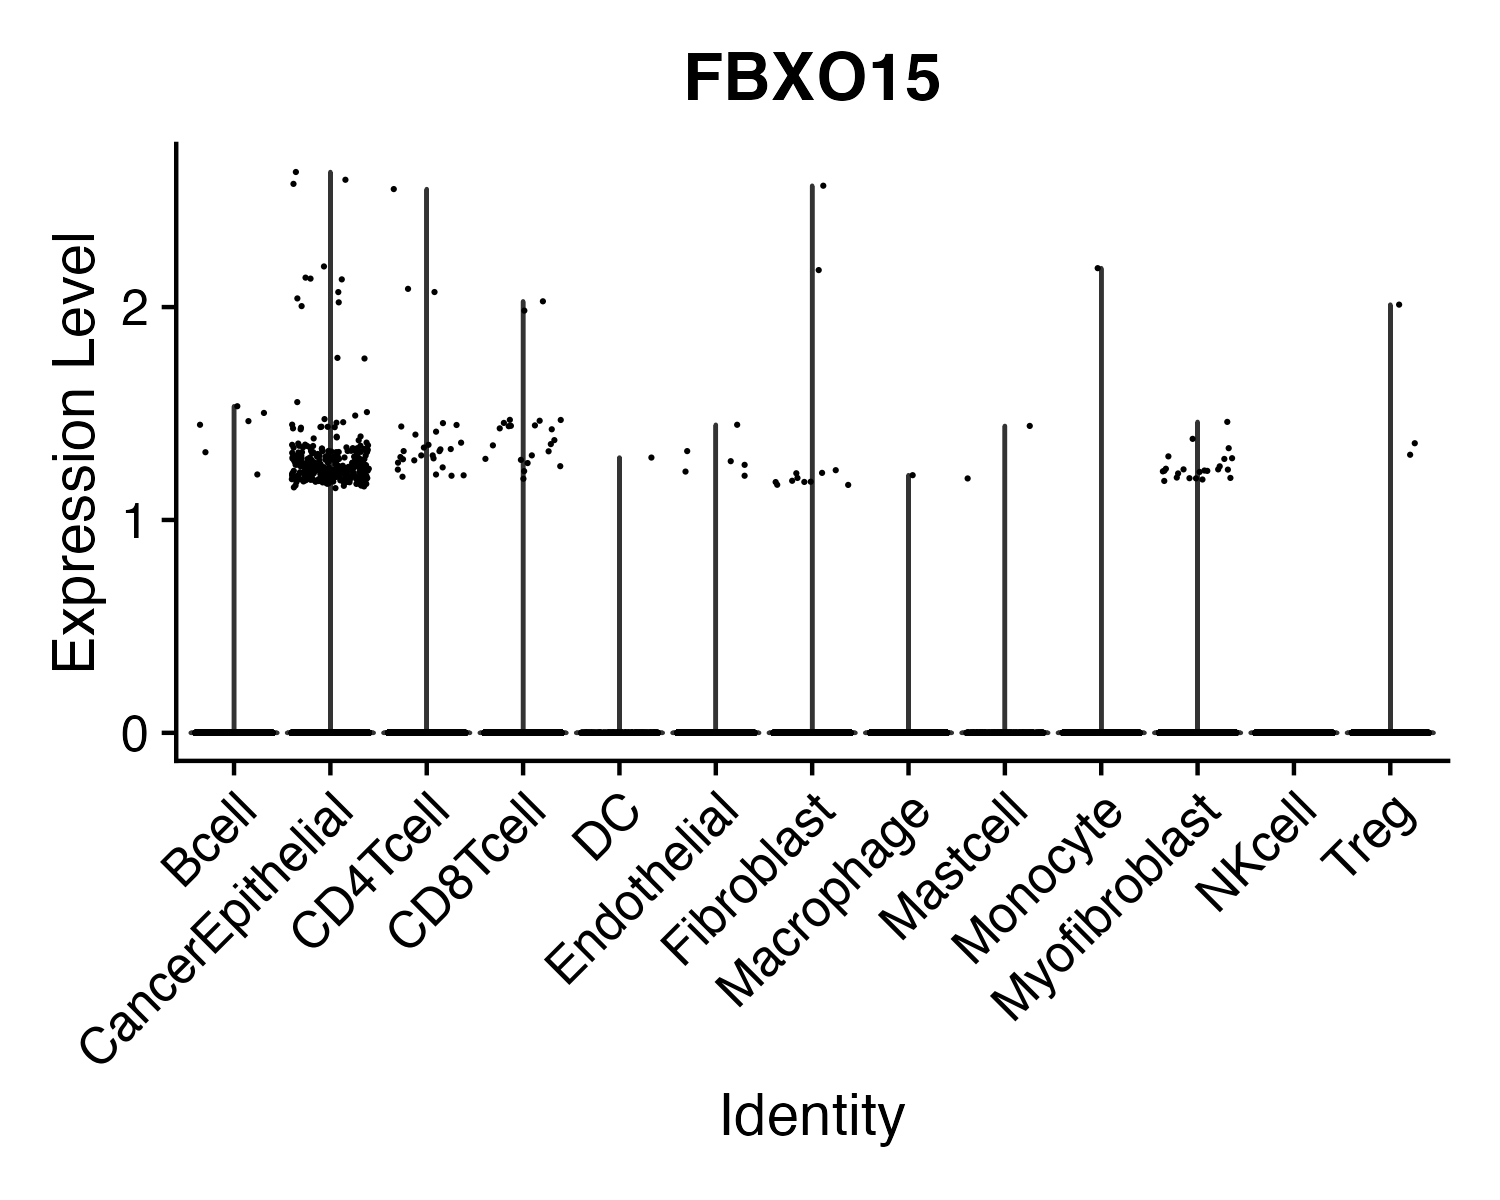 FBXO15
Expression Level
2
1
0
Bcell
CancerEpithelial
CD4Tcell
CD8Tcell
DC
Endothelial
Fibroblast
Macrophage
Mastcell
Monocyte
Myofibroblast
NKcell
Treg
Identity